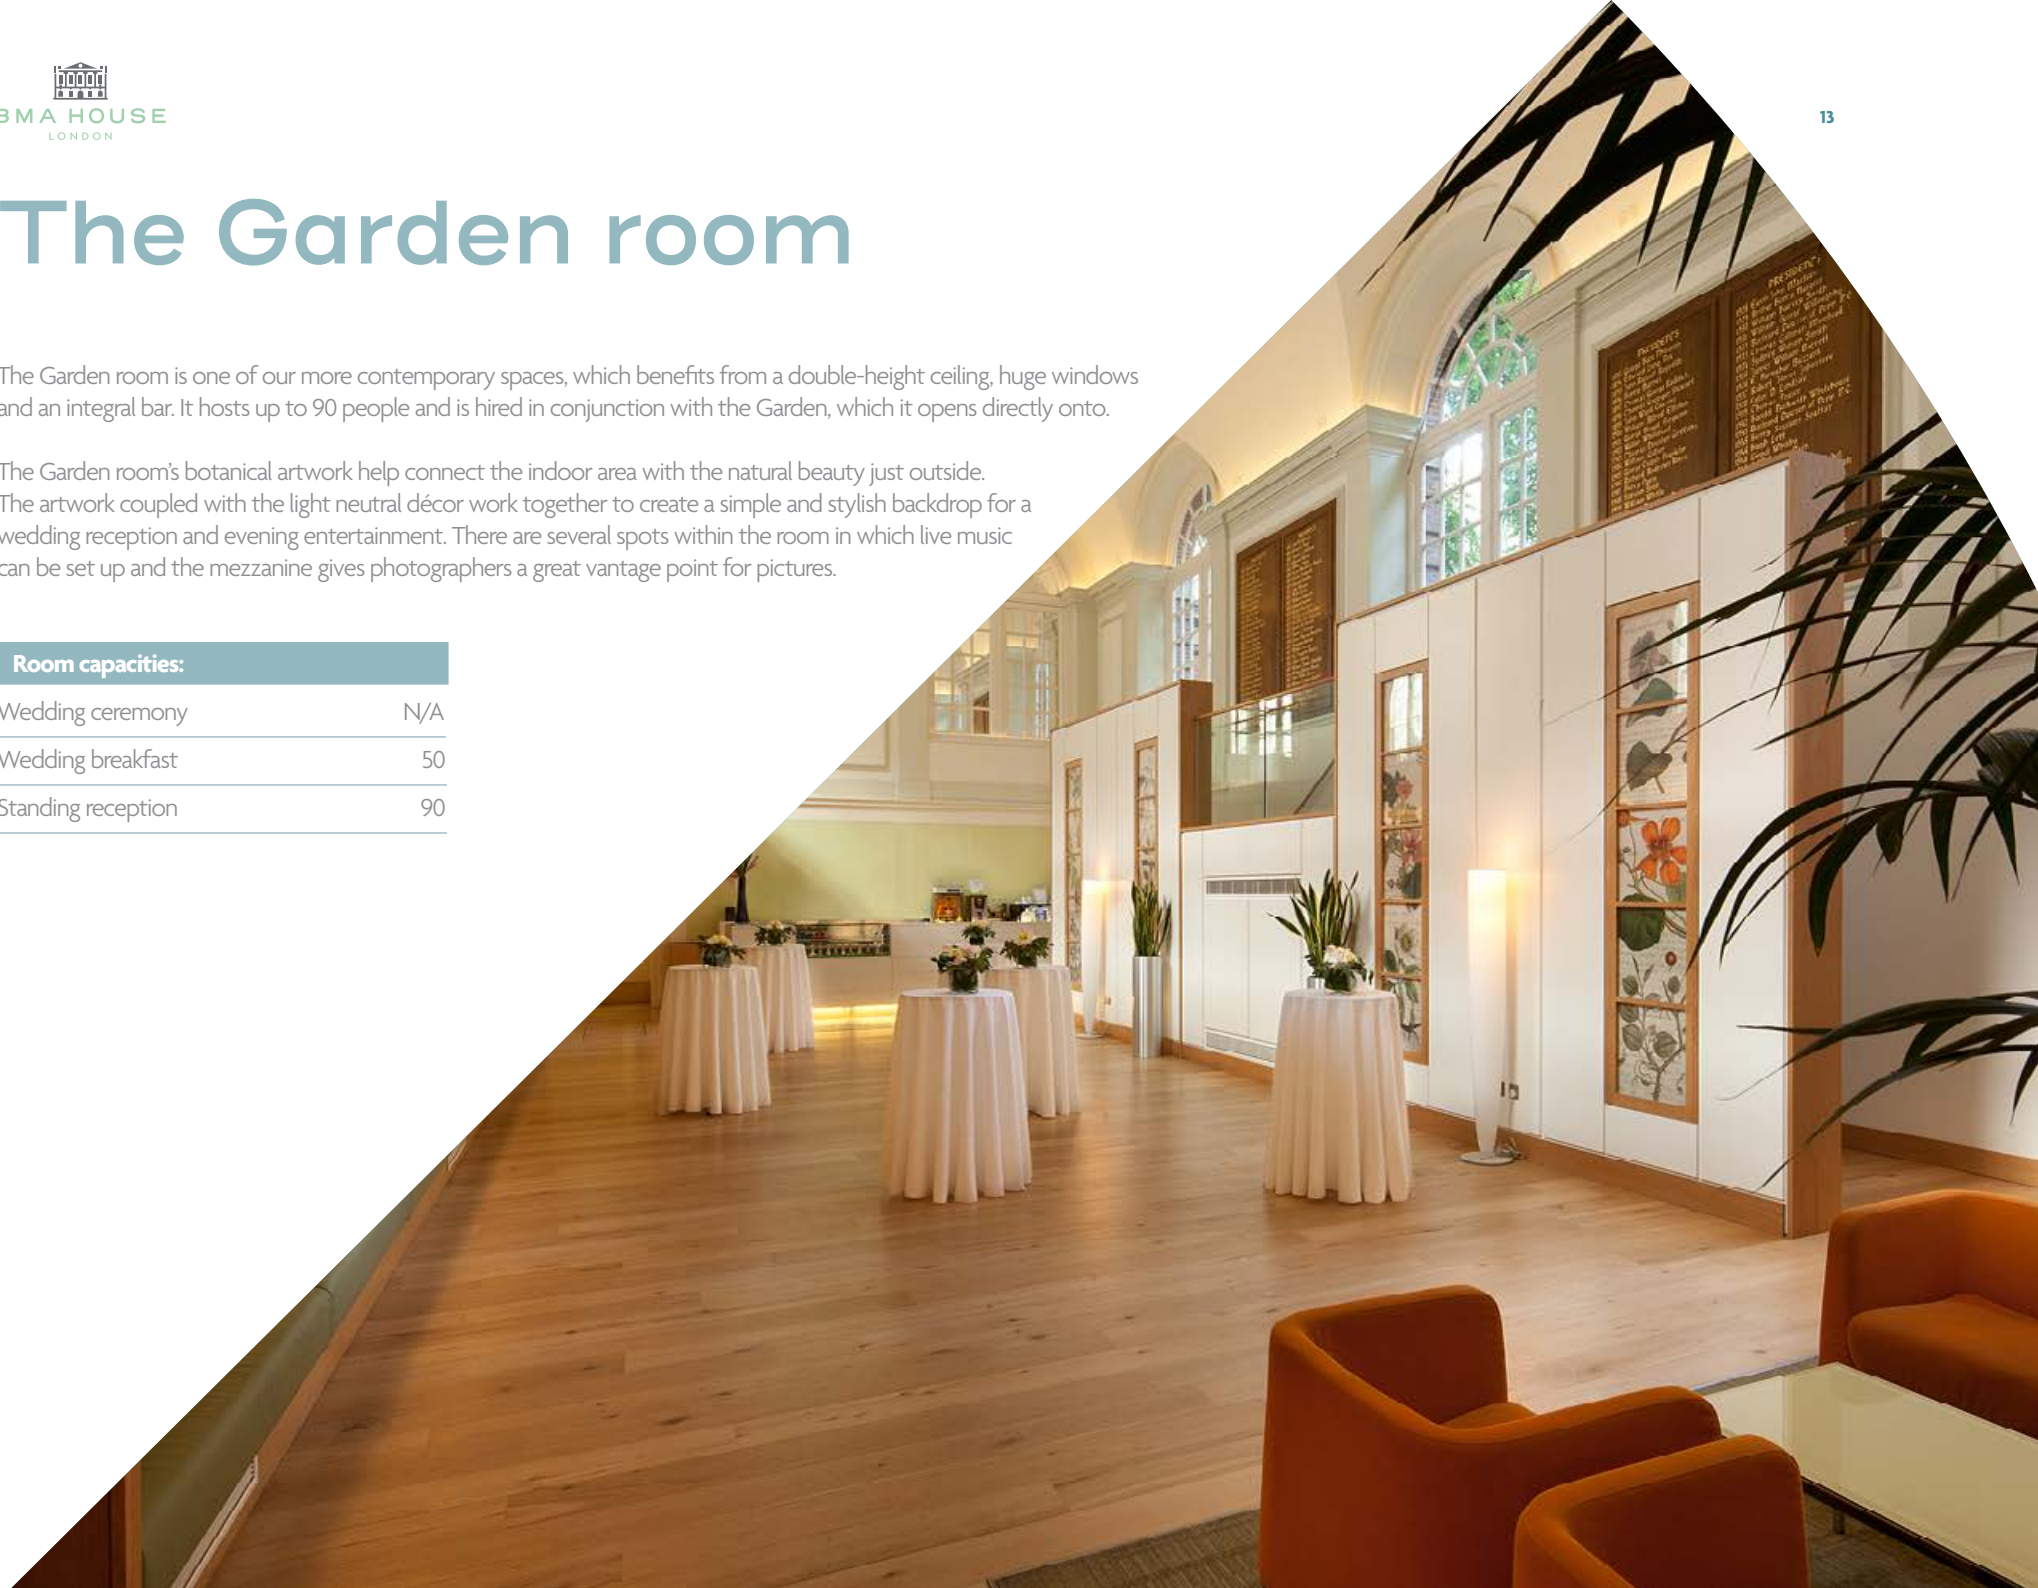 BMA HOUSE
LONDON
13
The Garden room
The Garden room is one of our more contemporary spaces, which benefits from a double-height ceiling, huge windows
and an integral bar. It hosts up to 90 people and is hired in conjunction with the Garden, which it opens directly onto.
The Garden room's botanical artwork help connect the indoor area with the natural beauty just outside.
The artwork coupled with the light neutral décor work together to create a simple and stylish backdrop for a
wedding reception and evening entertainment. There are several spots within the room in which live music
can be set up and the mezzanine gives photographers a great vantage point for pictures.
Room capacities:
Wedding ceremony N/A
Wedding breakfast 50
Standing reception 90
PRESIDENTS
PRESIDENTS